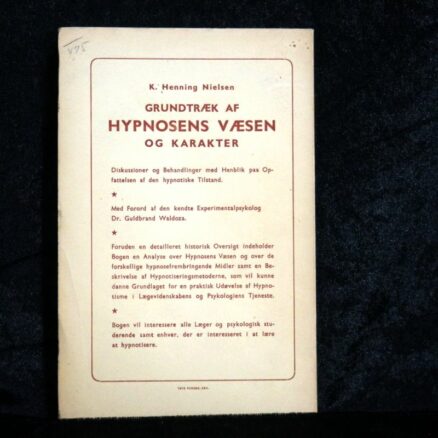 K. Henning Nielsen
GRUNDTRÆK AF
HYPNOSENS VÆSEN
OG KARAKTER
Diskussioner og Behandlinger med Henblik paa Op-
fattelsen af den hypnotiske Tilstand.
★
Med Forord af den kendte Experimentalpsykolog
Dr. Guldbrand Waldoza.
★
Foruden en detailleret historisk Oversigt indeholder
Bogen en Analyse over Hypnosens Væsen og over de
forskellige hypnosefrembringende Midler samt en Be-
skrivelse af Hypnotiseringsmetoderne, som vil kunne
danne Grundlaget for en praktisk Udøvelse af Hypno-
tisme i Lægevidenskabens og Psykologiens Tjeneste.
★
Bogen vil interessere alle Læger og psykologisk stu-
derende samt enhver, der er interesseret i at lære
at hypnotisere.